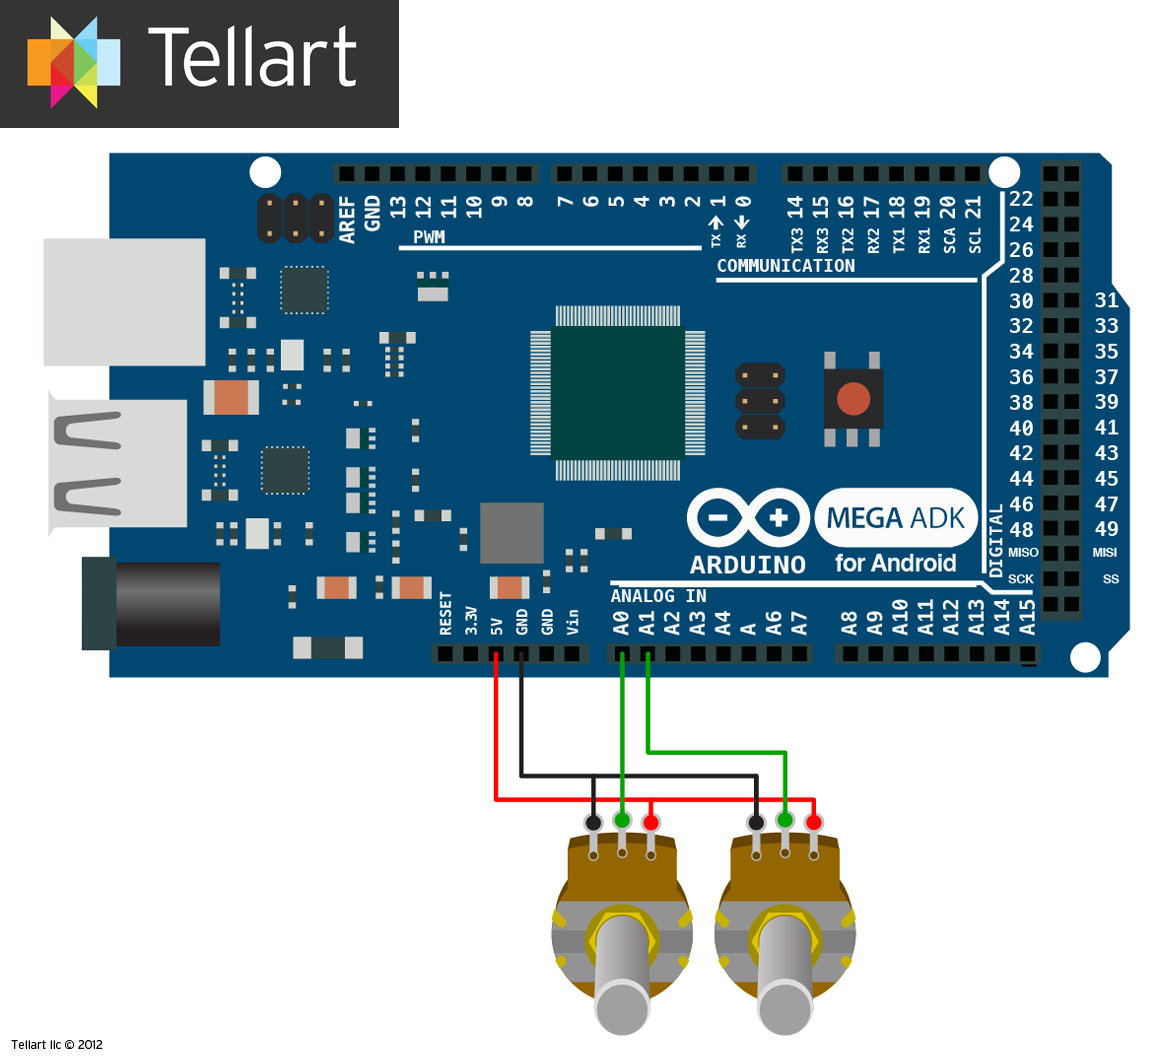 Tellart
AREF
GND
13
12
11
10
9
8
7
6
5
4
3
2
TX 1
RX 0
TX3 14
RX3 15
TX2 16
RX2 17
TX1 18
RX1 19
SCA 20
SCL 21
PWM
COMMUNICATION
22
24
26
28
30 31
32 33
34 35
36 37
38 39
40 41
42 43
44 45
46 47
48 49
MISO MISI
SCK SS
DIGITAL
MEGA ADK
ARDUINO
for Android
ANALOG IN
RESET
3.3V
5V
GND
GND
Vin
A0
A1
A2
A3
A4
A
A6
A7
A8
A9
A10
A11
A12
A13
A14
A15
Tellart llc © 2012